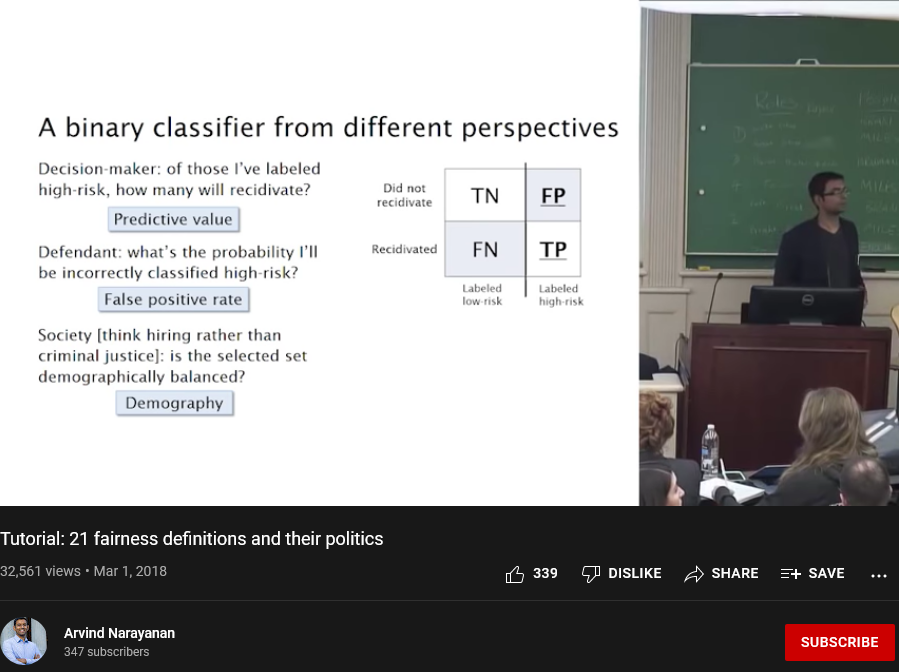 A binary classifier from different perspectives
Decision-maker: of those I've labeled
high-risk, how many will recidivate?
Predictive value
Defendant: what's the probability I'll
be incorrectly classified high-risk?
False positive rate
Society [think hiring rather than
criminal justice]: is the selected set
demographically balanced?
Demography
Did not
recidivate
TN
FP
Recidivated
FN
TP
Labeled
low-risk
Labeled
high-risk
Rules
Tutorial: 21 fairness definitions and their politics
32,561 views • Mar 1, 2018
339
DISLIKE
SHARE
SAVE
Arvind Narayanan
347 subscribers
SUBSCRIBE